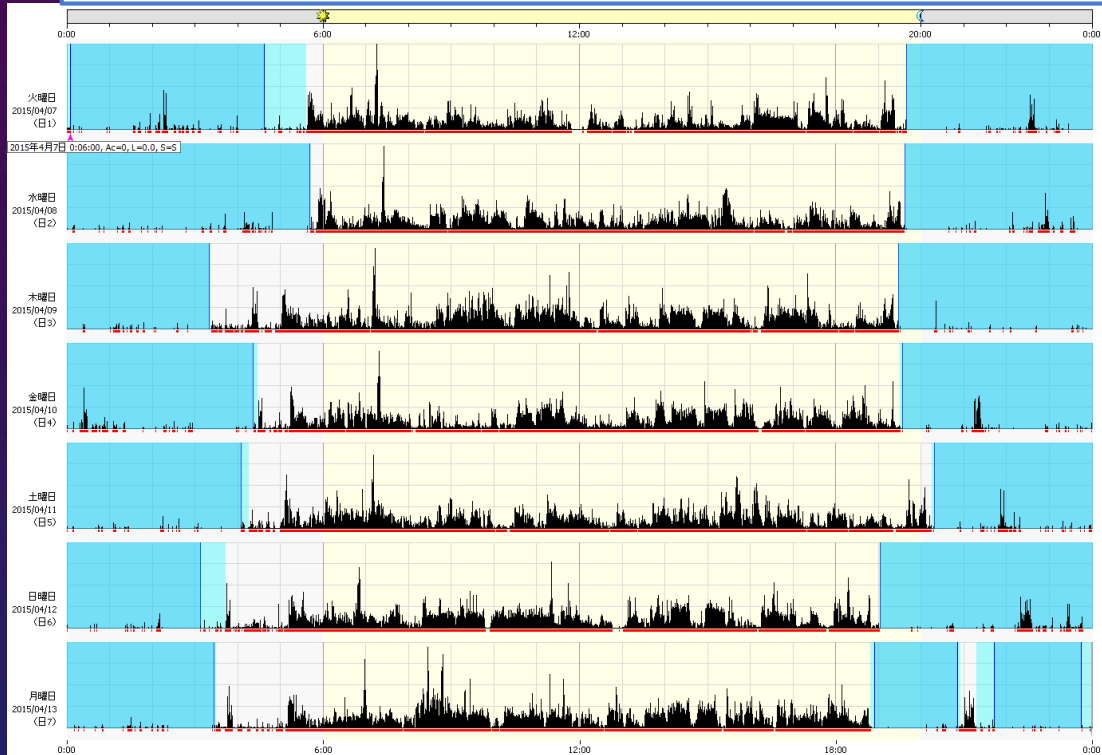 0:00 6:00 12:00 20:00 0:00
火曜日
2015/04/07
(日1)
2015年4月7日 0:06:00, Ac=0, L=0.0, S=S
水曜日
2015/04/08
(日2)
木曜日
2015/04/09
(日3)
金曜日
2015/04/10
(日4)
土曜日
2015/04/11
(日5)
日曜日
2015/04/12
(日6)
月曜日
2015/04/13
(日7)
0:00 6:00 12:00 18:00 0:00